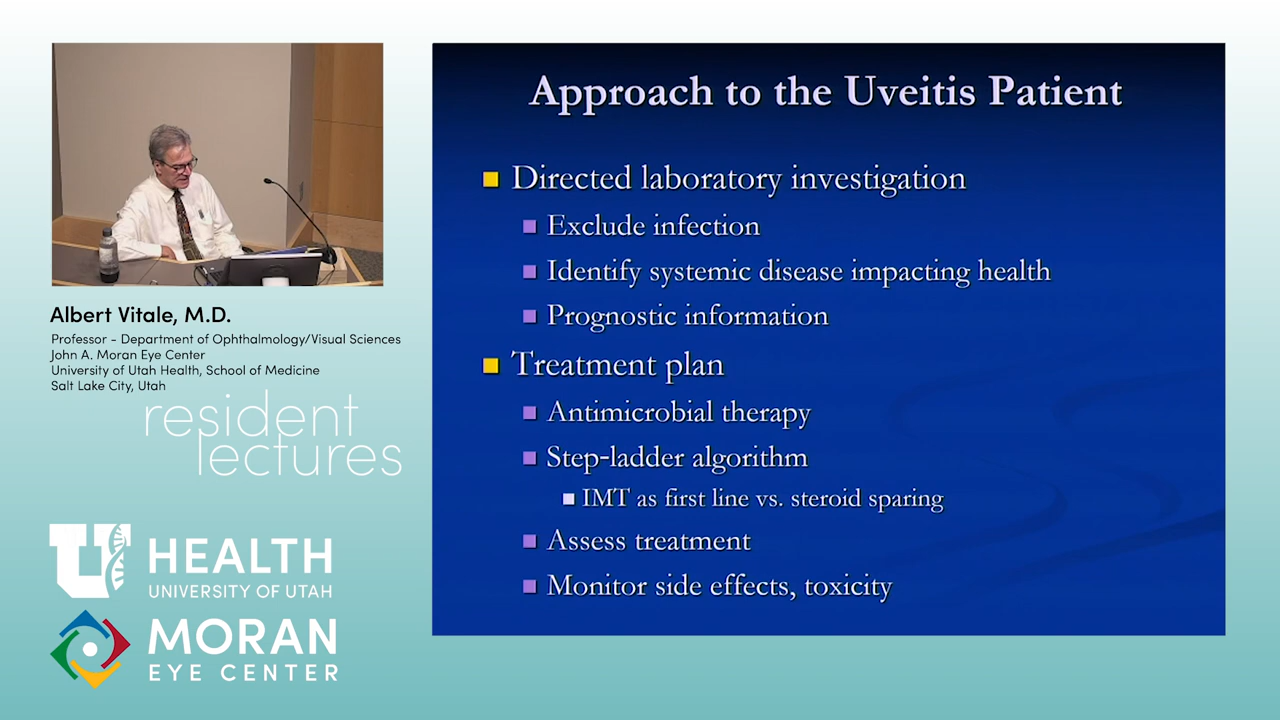 Approach to the Uveitis Patient
Directed laboratory investigation
Exclude infection
Identify systemic disease impacting health
Prognostic information
Treatment plan
Antimicrobial therapy
Step-ladder algorithm
IMT as first line vs. steroid sparing
Assess treatment
Monitor side effects, toxicity
Albert Vitale, M.D.
Professor - Department of Ophthalmology/Visual Sciences
John A. Moran Eye Center
University of Utah Health, School of Medicine
Salt Lake City, Utah
resident
lectures
U HEALTH
UNIVERSITY OF UTAH
MORAN
EYE CENTER